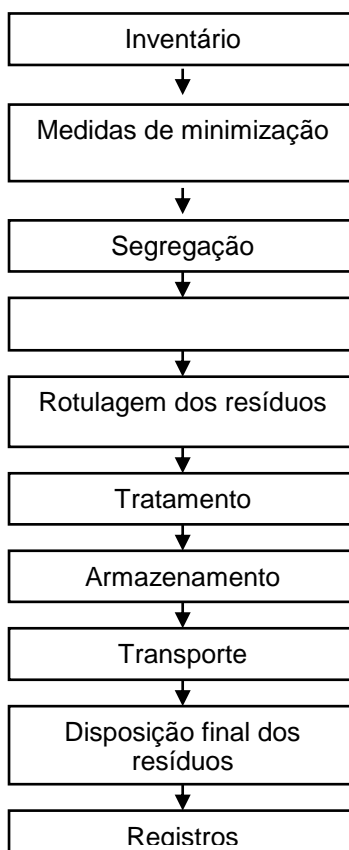 Inventário
Medidas de minimização
Segregação
Rotulagem dos resíduos
Tratamento
Armazenamento
Transporte
Disposição final dos
resíduos
Registros